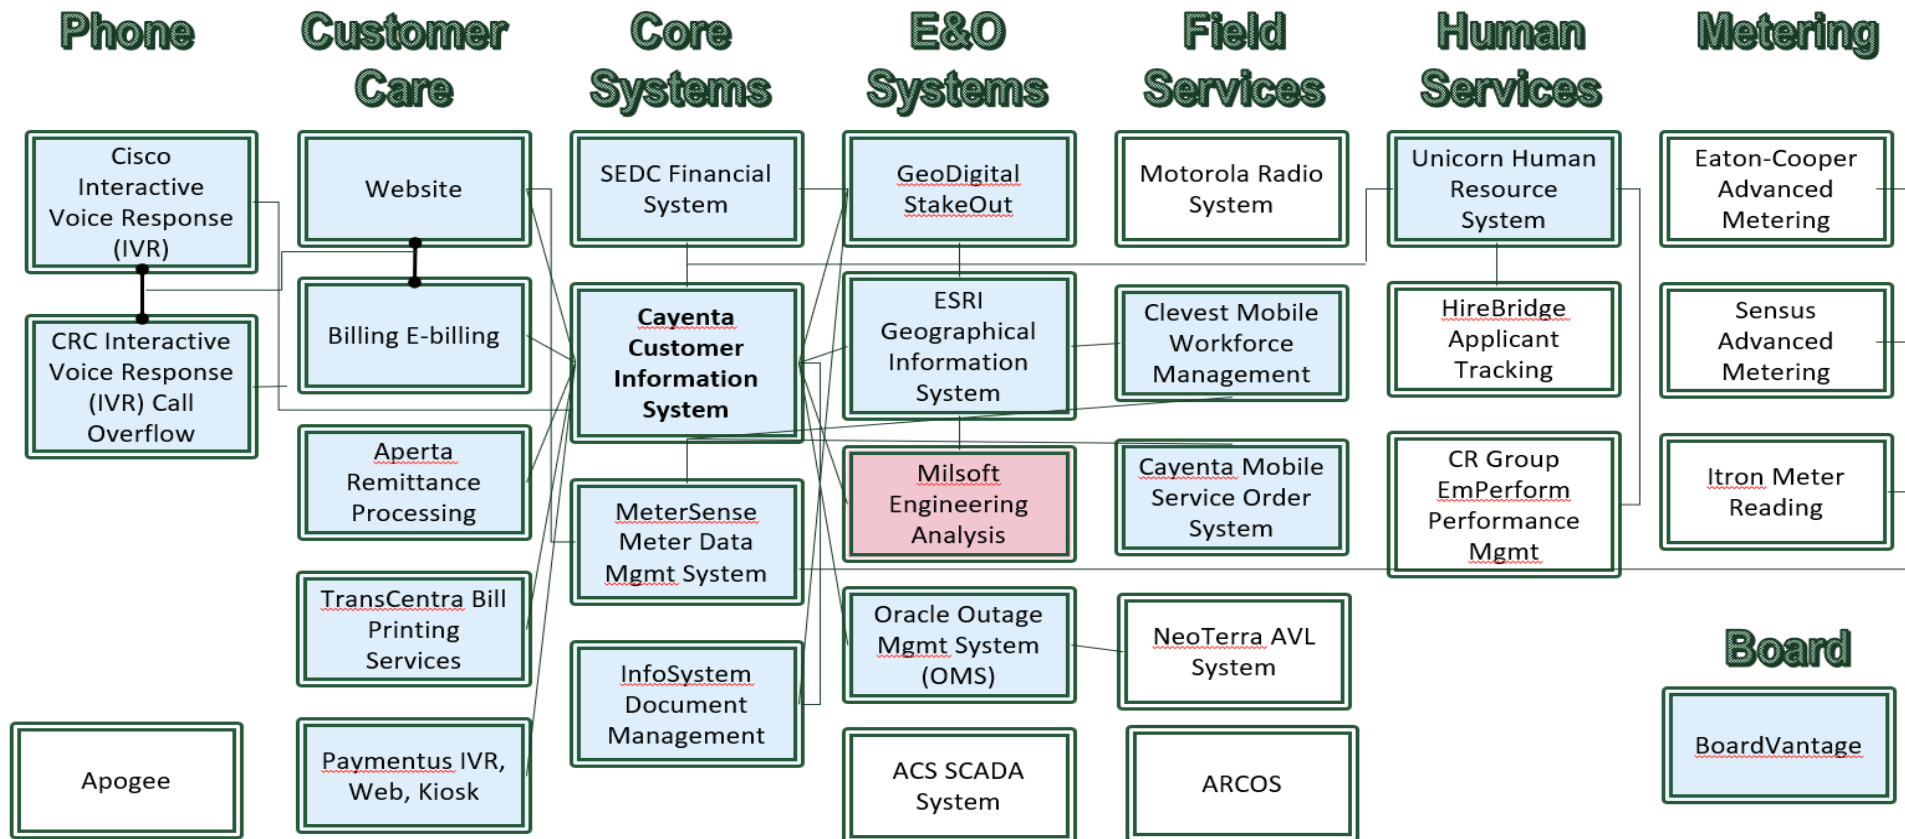 Phone
Cisco
Interactive
Voice Response
(IVR)
CRC Interactive
Voice Response
(IVR) Call
Overflow
Apogee
Customer
Care
Website
Billing E-billing
Aperta
Remittance
Processing
TransCentra Bill
Printing
Services
Paymentus IVR,
Web, Kiosk
Core
Systems
SEDC Financial
System
Cayenta
Customer
Information
System
MeterSense
Meter Data
Mgmt System
InfoSystem
Document
Management
E&O
Systems
GeoDigital
StakeOut
ESRI
Geographical
Information
System
Milsoft
Engineering
Analysis
Oracle Outage
Mgmt System
(OMS)
ACS SCADA
System
Field
Services
Motorola Radio
System
Clevest Mobile
Workforce
Management
Cayenta Mobile
Service Order
System
NeoTerra AVL
System
ARCOS
Human
Services
Unicorn Human
Resource
System
HireBridge
Applicant
Tracking
CR Group
EmPerform
Performance
Mgmt
Metering
Eaton-Cooper
Advanced
Metering
Sensus
Advanced
Metering
Itron Meter
Reading
Board
BoardVantage